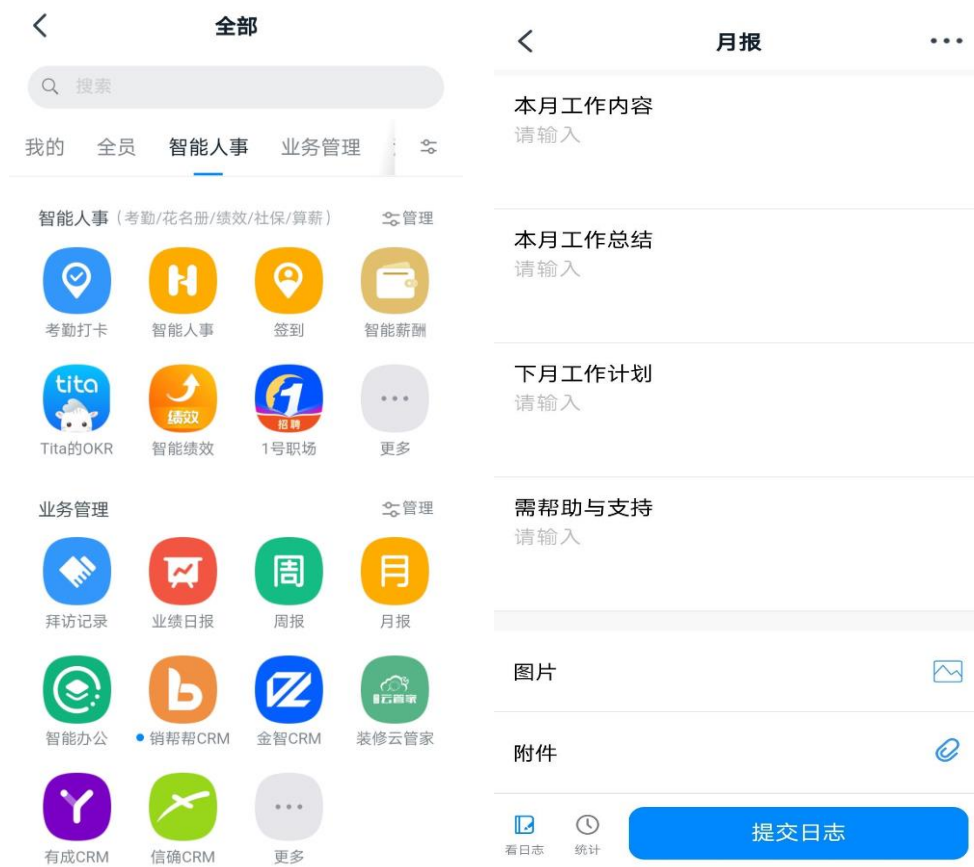 全部
搜索
我的 全员 智能人事 业务管理
智能人事（考勤/花名册/绩效/社保/算薪） 管理
考勤打卡 智能人事 签到 智能薪酬
tita 绩效 1 招聘
Tita的OKR 智能绩效 1号职场 更多
业务管理 管理
周 月
拜访记录 业绩日报 周报 月报
云管家
智能办公 销帮帮CRM 金智CRM 装修云管家
有成CRM 信确CRM 更多
月报
本月工作内容
请输入
本月工作总结
请输入
下月工作计划
请输入
需帮助与支持
请输入
图片
附件
看日志 统计 提交日志